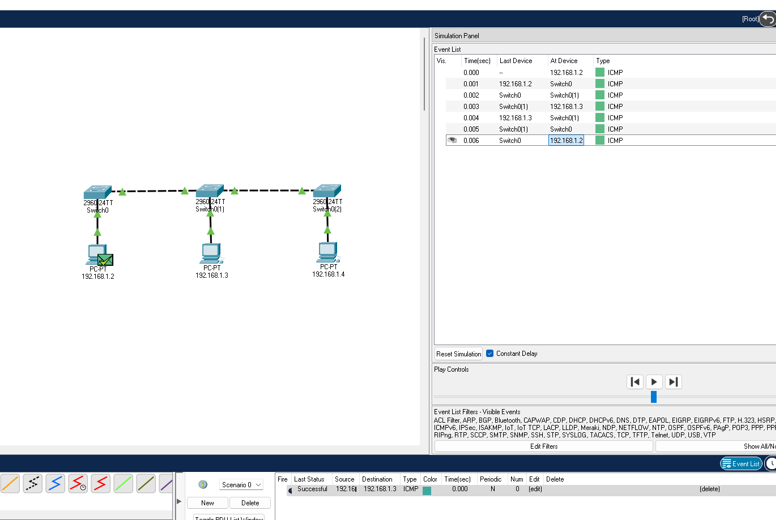 [Root]
Simulation Panel
Event List
Vis. Time(sec) Last Device At Device Type
0.000 -- 192.168.1.2 ICMP
0.001 192.168.1.2 Switch0 ICMP
0.002 Switch0 Switch0(1) ICMP
0.003 Switch0(1) 192.168.1.3 ICMP
0.004 192.168.1.3 Switch0(1) ICMP
0.005 Switch0(1) Switch0 ICMP
0.006 Switch0 192.168.1.2 ICMP
2960-24TT 2960-24TT 2960-24TT
Switch0 Switch0(1) Switch0(2)
PC-PT PC-PT PC-PT
192.168.1.2 192.168.1.3 192.168.1.4
Reset Simulation Constant Delay
Play Controls
Event List Filters - Visible Events
ACL Filter, ARP, BGP, Bluetooth, CAPWAP, CDP, DHCP, DHCPv6, DNS, DTP, EAPOL, EIGRP, EIGRPv6, FTP, H.323, HSRP,
ICMPv6, IPSec, ISAKMP, IoT, IoT TCP, LACP, LLDP, Meraki, NDP, NETFLOW, NTP, OSPF, OSPFv6, PAgP, POP3, PPP,
RIPng, RTP, SCCP, SMTP, SNMP, SSH, STP, SYSLOG, TACACS, TCP, TFTP, Telnet, UDP, USB, VTP
Edit Filters Show All/No
Event List
Scenario 0
New Delete
Toggle PDU List Window
Fire Last Status Source Destination Type Color Time(sec) Periodic Num Edit Delete
Successful 192.16 192.168.1.3 ICMP 0.000 N 0 (edit) (delete)